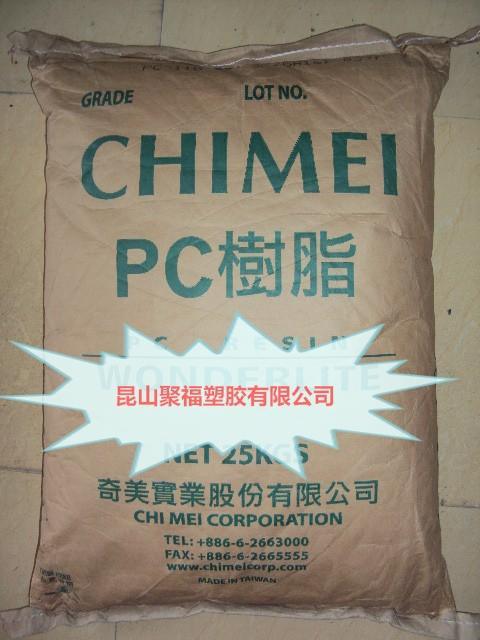 GRADE LOT NO.
CHIMEI
PC樹脂
PC RESIN
WONDERLITE
昆山聚福塑胶有限公司
NET 25KGS
奇美實業股份有限公司
CHI MEI CORPORATION
TEL: +886-6-2663000
FAX: +886-6-2665555
www.chimeicorp.com
MADE IN TAIWAN